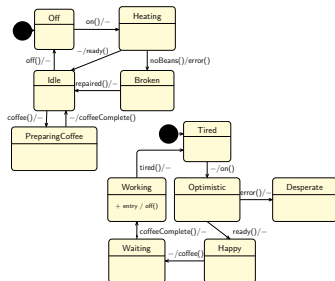 Off
on()/−
Heating
−/ready()
off()/−
noBeans()/error()
Idle
repaired()/−
Broken
coffee()/−
−/coffeeComplete()
PreparingCoffee
Tired
tired()/−
−/on()
Working
+ entry / off()
Optimistic
error()/−
Desperate
coffeeComplete()/−
ready()/−
Waiting
−/coffee()
Happy